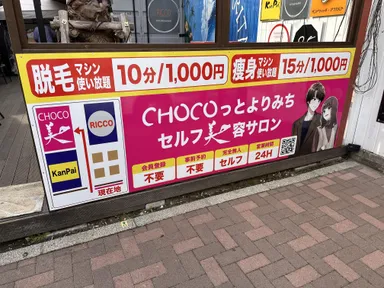 脱毛 マシン使い放題 10分/1,000円
痩身 マシン使い放題 15分/1,000円
CHOCOっとよりみち
セルフ美容サロン
会員登録 不要
事前予約 不要
完全無人 セルフ
営業時間 24H
CHOCO
美
RICCO
KanPai
現在地